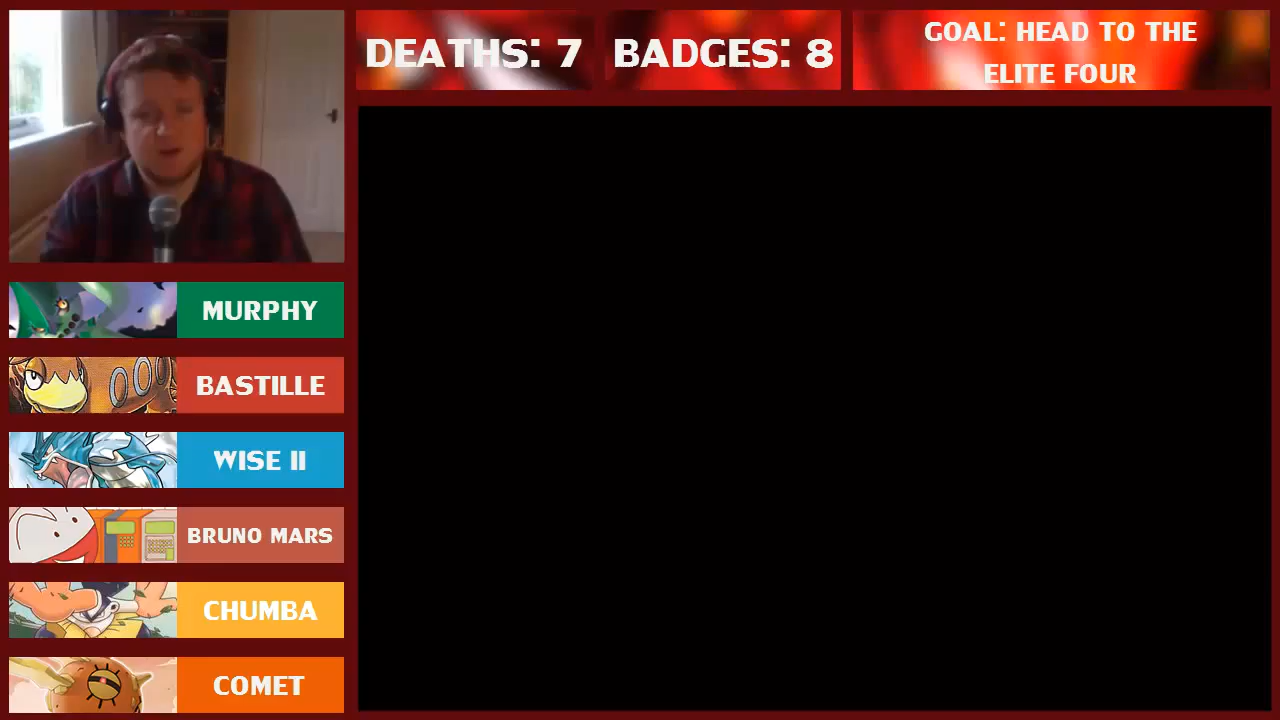 DEATHS: 7
BADGES: 8
GOAL: HEAD TO THE
ELITE FOUR
MURPHY
BASTILLE
WISE II
BRUNO MARS
CHUMBA
COMET